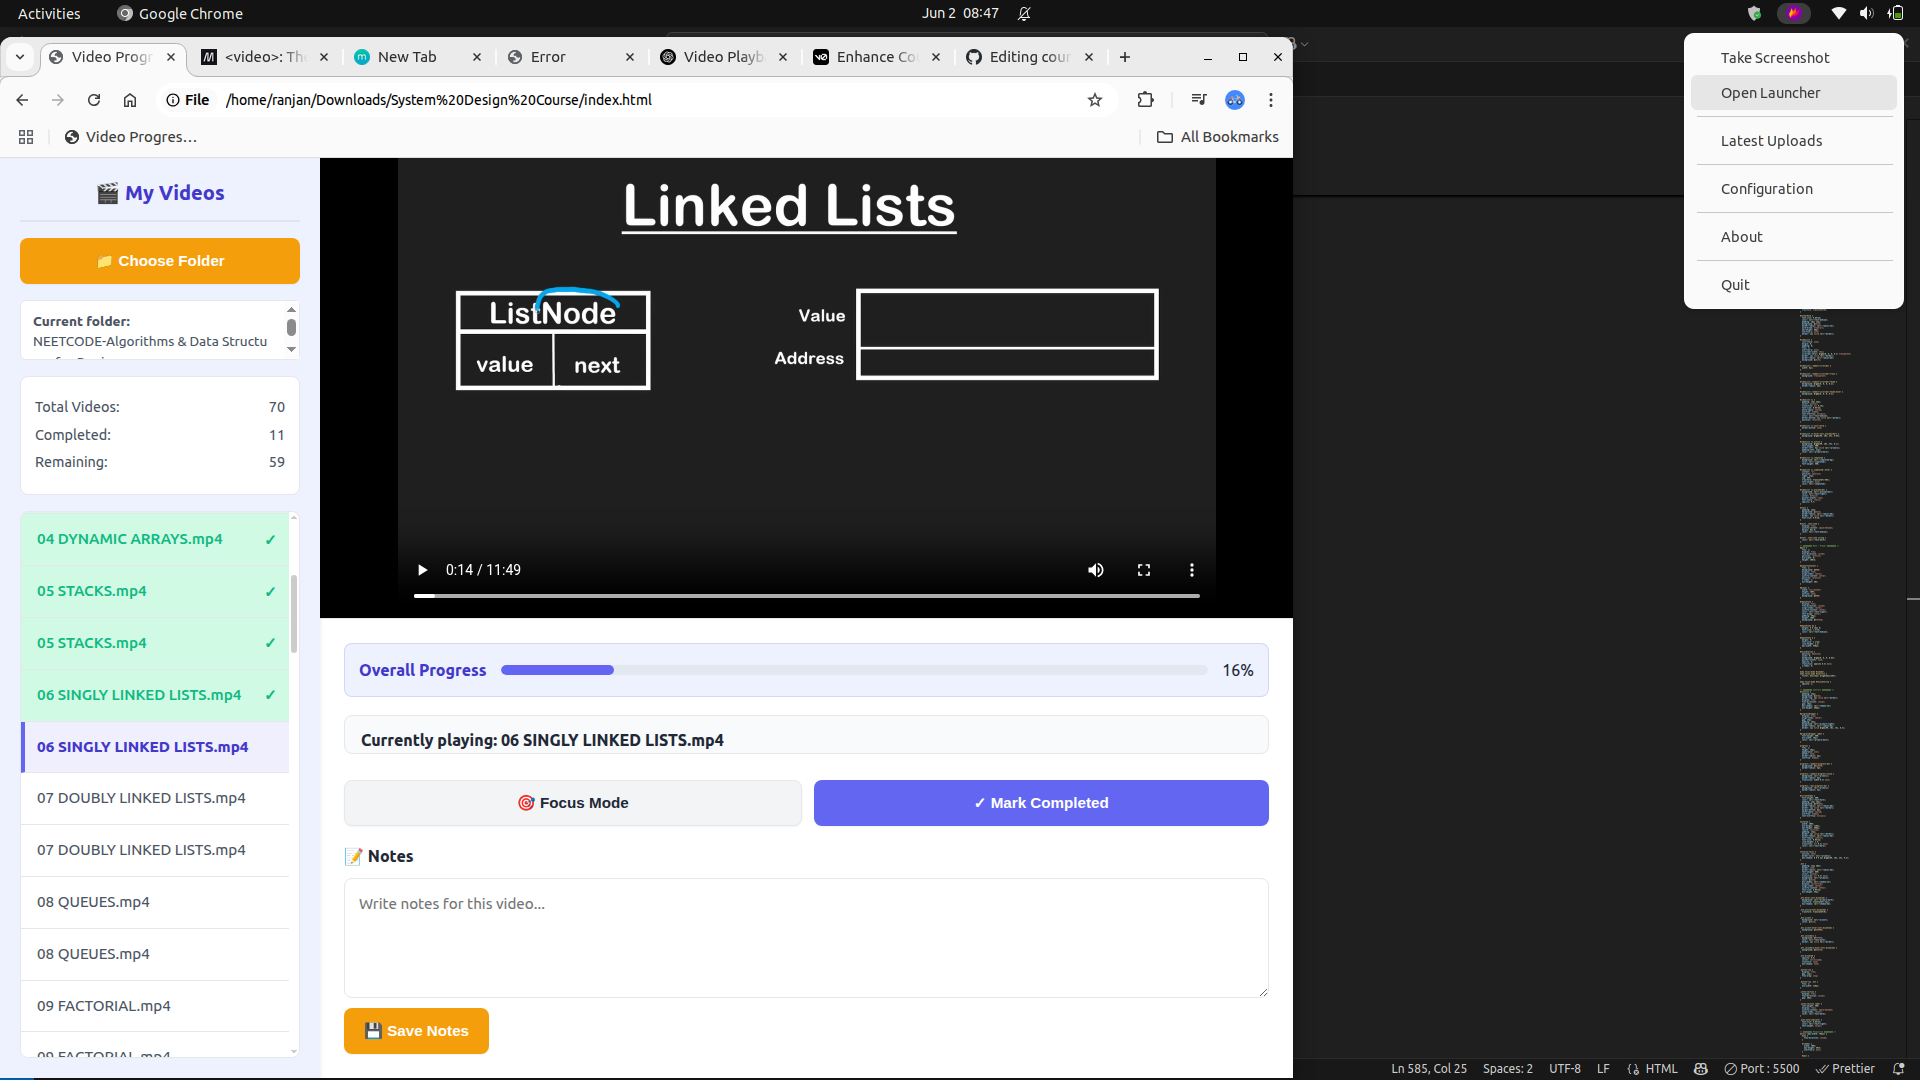 Activities
Google Chrome
Jun 2 08:47
Video Progr
<video>: Th
New Tab
Error
Video Playb
Enhance Co
Editing cour
File
/home/ranjan/Downloads/System%20Design%20Course/index.html
Video Progres…
All Bookmarks
Take Screenshot
Open Launcher
Latest Uploads
Configuration
About
Quit
My Videos
Choose Folder
Current folder:
NEETCODE-Algorithms & Data Structu
Total Videos: 70
Completed: 11
Remaining: 59
04 DYNAMIC ARRAYS.mp4 ✓
05 STACKS.mp4 ✓
05 STACKS.mp4 ✓
06 SINGLY LINKED LISTS.mp4 ✓
06 SINGLY LINKED LISTS.mp4
07 DOUBLY LINKED LISTS.mp4
07 DOUBLY LINKED LISTS.mp4
08 QUEUES.mp4
08 QUEUES.mp4
09 FACTORIAL.mp4
09 FACTORIAL.mp4
Linked Lists
ListNode
value next
Value
Address
0:14 / 11:49
Overall Progress 16%
Currently playing: 06 SINGLY LINKED LISTS.mp4
Focus Mode
✓ Mark Completed
Notes
Write notes for this video...
Save Notes
Ln 585, Col 25 Spaces: 2 UTF-8 LF HTML Port : 5500 Prettier